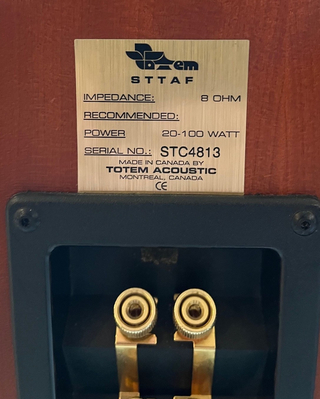 Totem
STTAF
IMPEDANCE: 8 OHM
RECOMMENDED:
POWER 20-100 WATT
SERIAL NO.: STC4813
MADE IN CANADA BY
TOTEM ACOUSTIC
MONTREAL, CANADA
CE